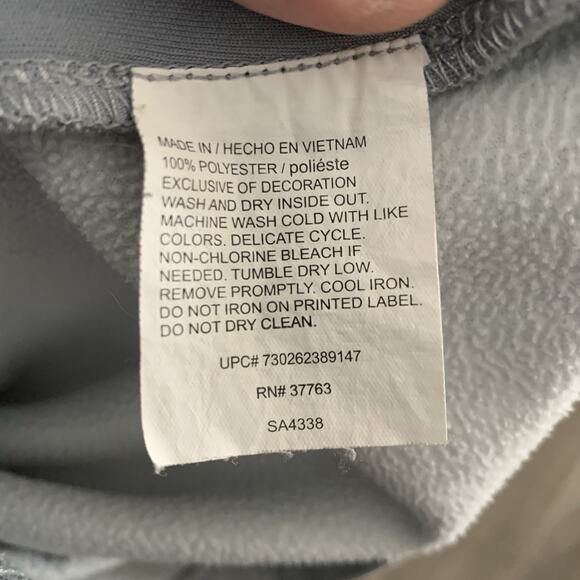 MADE IN / HECHO EN VIETNAM
100% POLYESTER / poliéste
EXCLUSIVE OF DECORATION
WASH AND DRY INSIDE OUT.
MACHINE WASH COLD WITH LIKE
COLORS. DELICATE CYCLE.
NON-CHLORINE BLEACH IF
NEEDED. TUMBLE DRY LOW.
REMOVE PROMPTLY. COOL IRON.
DO NOT IRON ON PRINTED LABEL.
DO NOT DRY CLEAN.
UPC# 730262389147
RN# 37763
SA4338